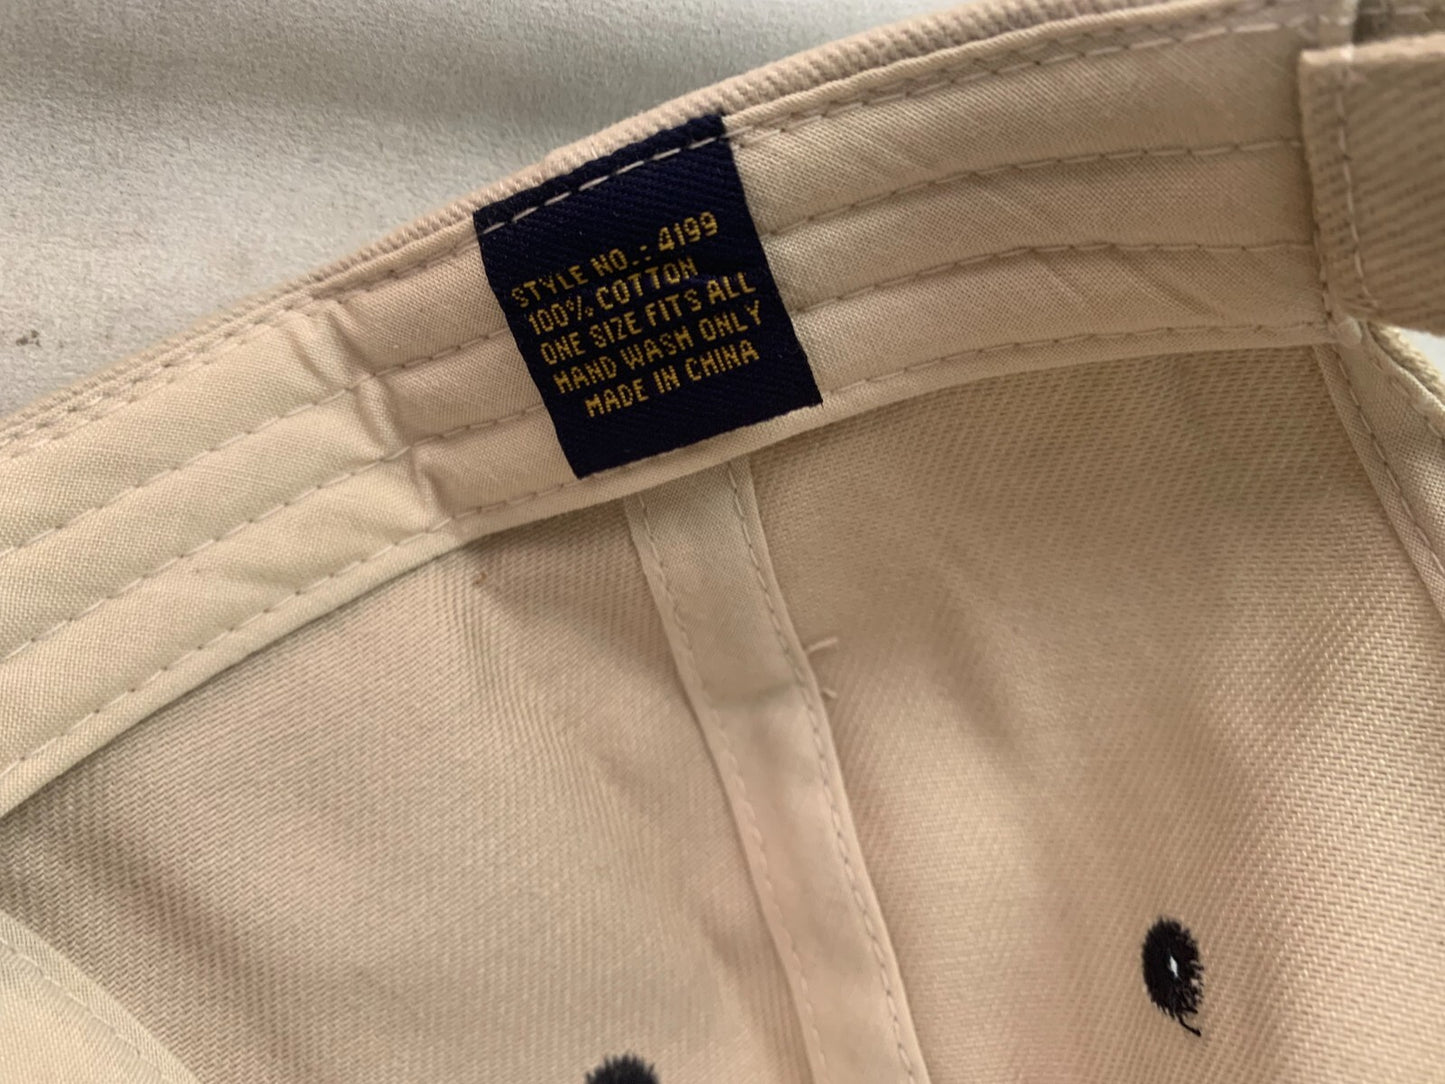 STYLE NO.: 4199
100% COTTON
ONE SIZE FITS ALL
HAND WASH ONLY
MADE IN CHINA